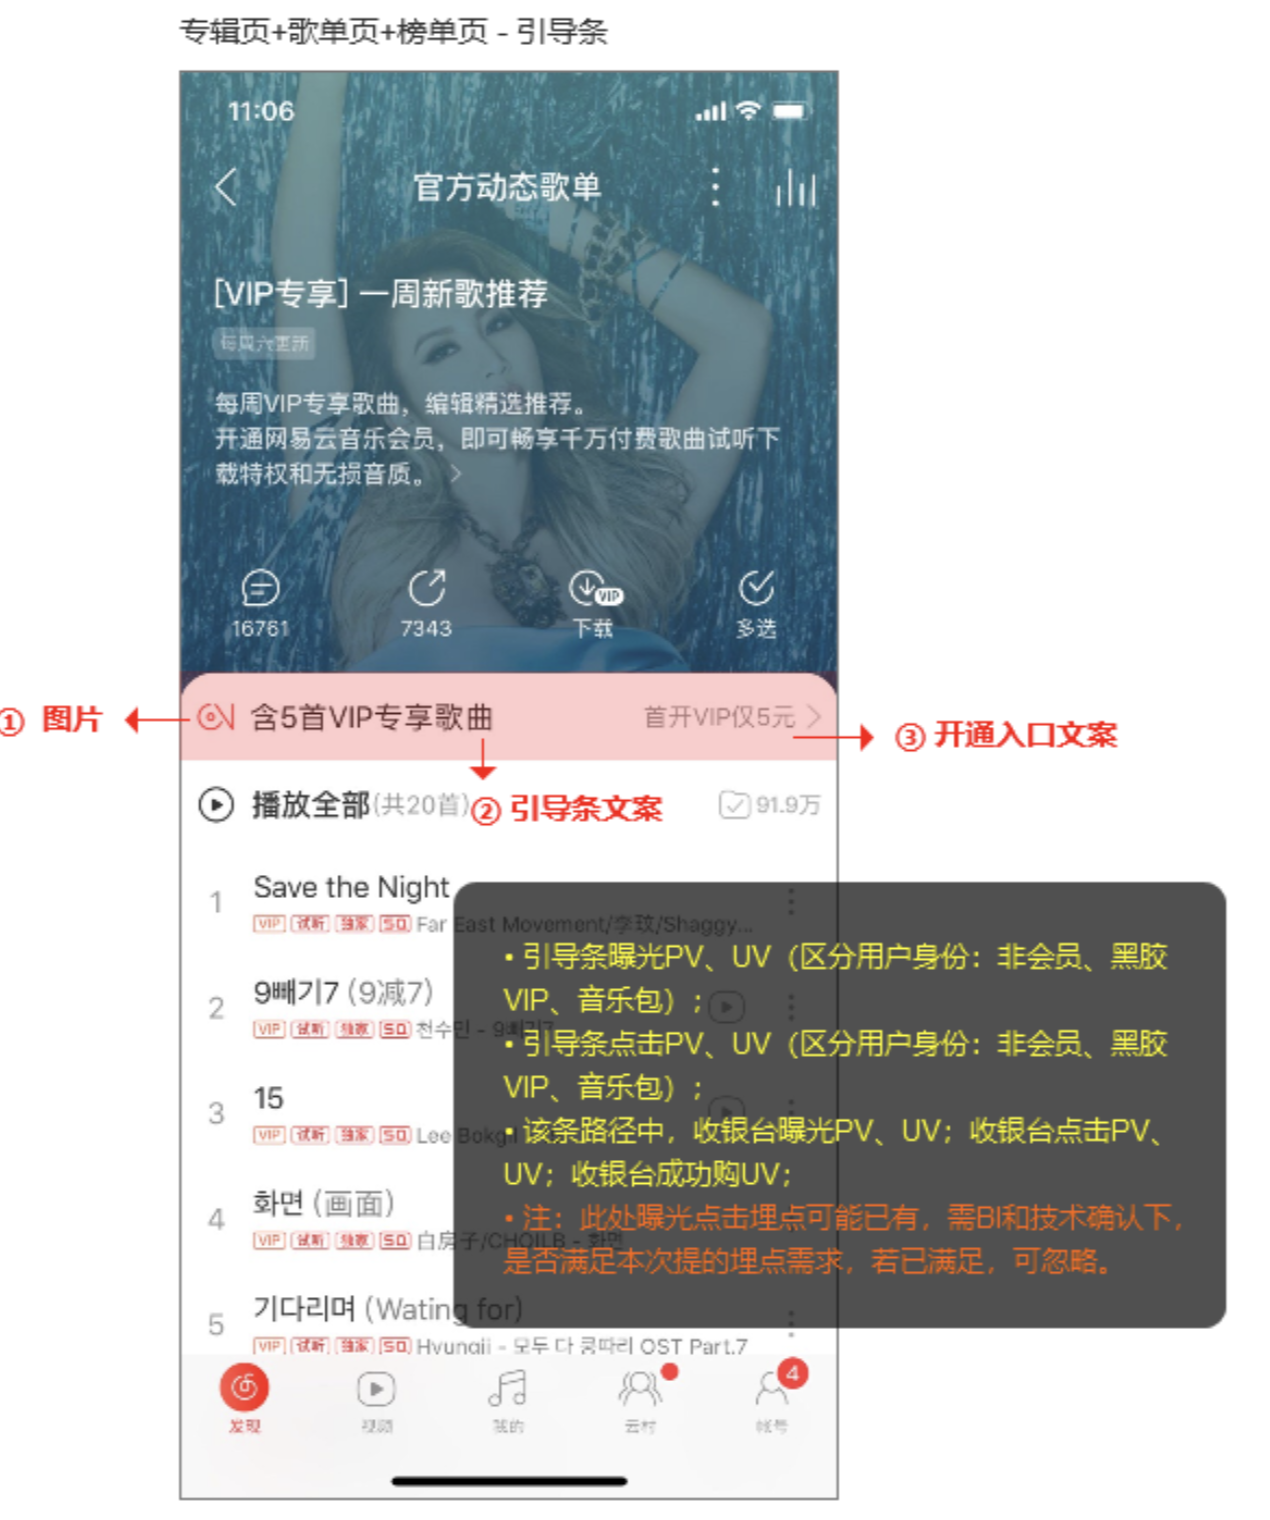 专辑页+歌单页+榜单页 - 引导条
11:06
官方动态歌单
[VIP专享] 一周新歌推荐
每周六更新
每周VIP专享歌曲，编辑精选推荐。
开通网易云音乐会员，即可畅享千万付费歌曲试听下
载特权和无损音质。 >
16761 7343 下载 VIP 多选
① 图片
含5首VIP专享歌曲
首开VIP仅5元 >
③ 开通入口文案
播放全部(共20首)
② 引导条文案
91.9万
1 Save the Night
VIP 试听 独家 SQ Far East Movement/李玟/Shaggy...
2 9빼기7 (9减7)
VIP 试听 独家 SQ 천수민 - 9빼기7
3 15
VIP 试听 独家 SQ Lee Bokgi
4 화면 (画面)
VIP 试听 独家 SQ 白房子/CHOILB - 화면
5 기다리며 (Wating for)
VIP 试听 独家 SQ Hyungji - 모두 다 쿵따리 OST Part.7
• 引导条曝光PV、UV（区分用户身份：非会员、黑胶
VIP、音乐包）；
• 引导条点击PV、UV（区分用户身份：非会员、黑胶
VIP、音乐包）；
• 该条路径中，收银台曝光PV、UV；收银台点击PV、
UV；收银台成功购UV；
• 注：此处曝光点击埋点可能已有，需BI和技术确认下，
是否满足本次提的埋点需求，若已满足，可忽略。
4
发现 视频 我的 云村 帐号